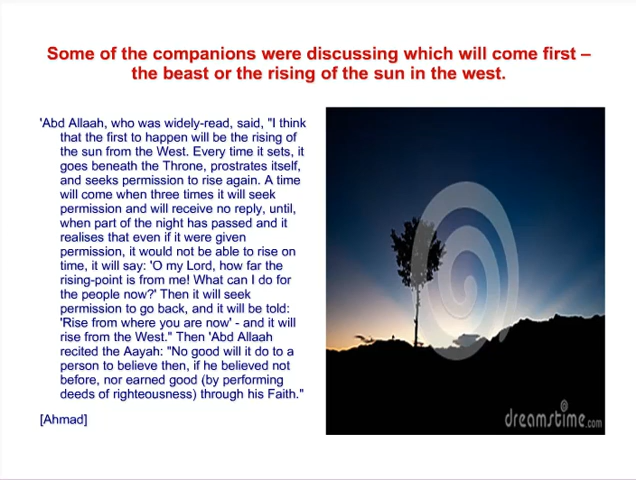 Some of the companions were discussing which will come first –
the beast or the rising of the sun in the west.
'Abd Allaah, who was widely-read, said, "I think
that the first to happen will be the rising of
the sun from the West. Every time it sets, it
goes beneath the Throne, prostrates itself,
and seeks permission to rise again. A time
will come when three times it will seek
permission and will receive no reply, until,
when part of the night has passed and it
realises that even if it were given
permission, it would not be able to rise on
time, it will say: 'O my Lord, how far the
rising-point is from me! What can I do for
the people now?' Then it will seek
permission to go back, and it will be told:
'Rise from where you are now' - and it will
rise from the West." Then 'Abd Allaah
recited the Aayah: "No good will it do to a
person to believe then, if he believed not
before, nor earned good (by performing
deeds of righteousness) through his Faith."
[Ahmad]
dreamstime.com